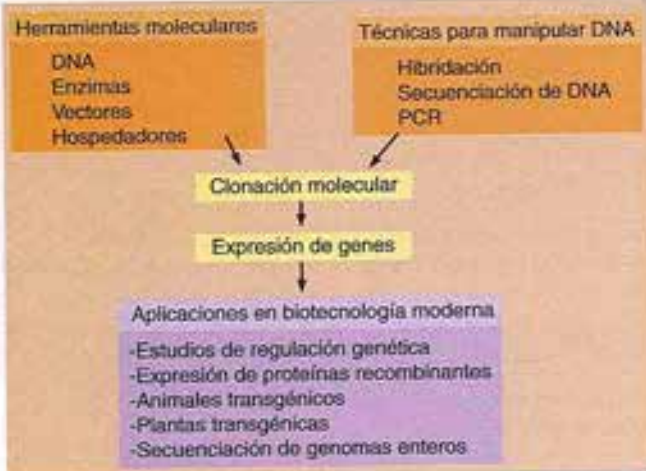 Herramientas moleculares
DNA
Enzimas
Vectores
Hospedadores
Técnicas para manipular DNA
Hibridación
Secuenciación de DNA
PCR
Clonación molecular
Expresión de genes
Aplicaciones en biotecnología moderna
-Estudios de regulación genética
-Expresión de proteínas recombinantes
-Animales transgénicos
-Plantas transgénicas
-Secuenciación de genomas enteros